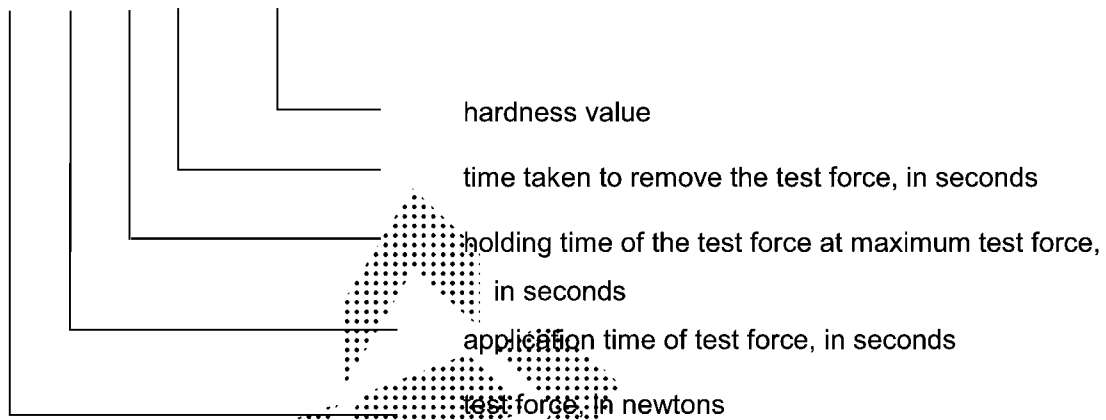 hardness value
time taken to remove the test force, in seconds
holding time of the test force at maximum test force,
in seconds
application time of test force, in seconds
test force, in newtons